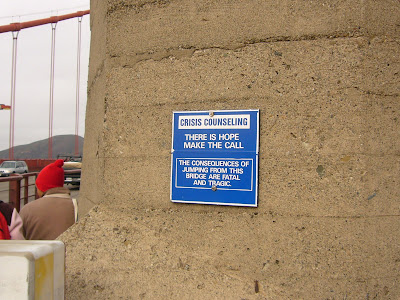 CRISIS COUNSELING
THERE IS HOPE
MAKE THE CALL
THE CONSEQUENCES OF
JUMPING FROM THIS
BRIDGE ARE FATAL
AND TRAGIC.